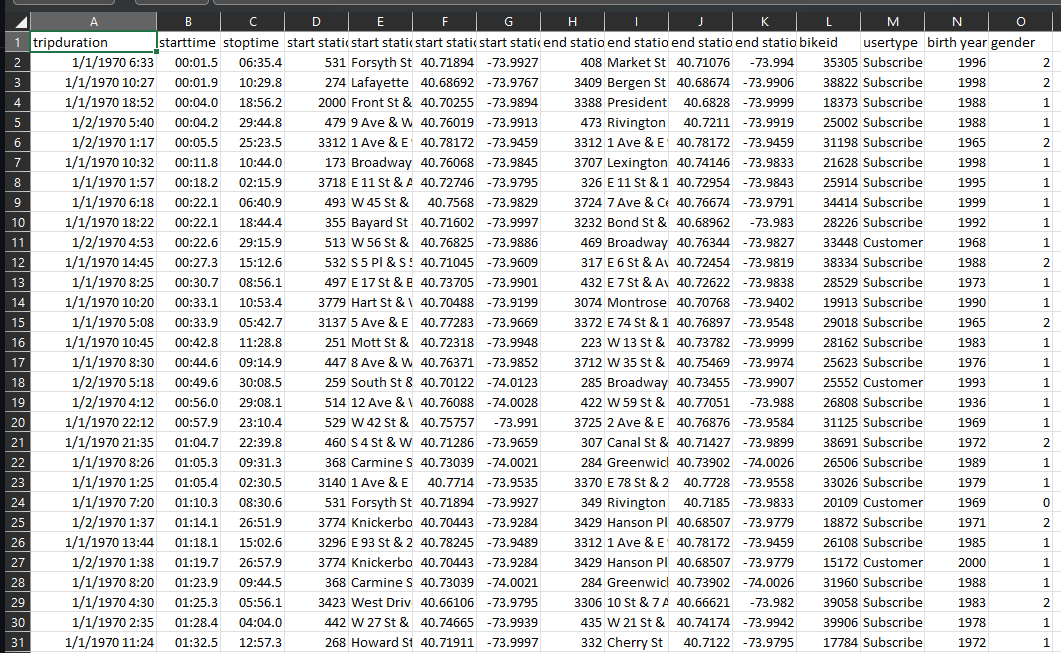 A B C D E F G H I J K L M N O
1 tripduration starttime stoptime start static start static start static start static end statio end statio end statio end statio bikeid usertype birth year gender
2 1/1/1970 6:33 00:01.5 06:35.4 531 Forsyth St 40.71894 -73.9927 408 Market St 40.71076 -73.994 35305 Subscribe 1996 2
3 1/1/1970 10:27 00:01.9 10:29.8 274 Lafayette 40.68692 -73.9767 3409 Bergen St 40.68674 -73.9906 38822 Subscribe 1998 2
4 1/1/1970 18:52 00:04.0 18:56.2 2000 Front St & 40.70255 -73.9894 3388 President 40.6828 -73.9999 18373 Subscribe 1988 1
5 1/2/1970 5:40 00:04.2 29:44.8 479 9 Ave & W 40.76019 -73.9913 473 Rivington 40.7211 -73.9919 25002 Subscribe 1988 1
6 1/2/1970 1:17 00:05.5 25:23.5 3312 1 Ave & E 40.78172 -73.9459 3312 1 Ave & E 40.78172 -73.9459 31198 Subscribe 1965 2
7 1/1/1970 10:32 00:11.8 10:44.0 173 Broadway 40.76068 -73.9845 3707 Lexington 40.74146 -73.9833 21628 Subscribe 1998 1
8 1/1/1970 1:57 00:18.2 02:15.9 3718 E 11 St & A 40.72746 -73.9795 326 E 11 St & 1 40.72954 -73.9843 25914 Subscribe 1995 1
9 1/1/1970 6:18 00:22.1 06:40.9 493 W 45 St & 40.7568 -73.9829 3724 7 Ave & Ce 40.76674 -73.9791 34414 Subscribe 1999 1
10 1/1/1970 18:22 00:22.1 18:44.4 355 Bayard St 40.71602 -73.9997 3232 Bond St & 40.68962 -73.983 28226 Subscribe 1992 1
11 1/2/1970 4:53 00:22.6 29:15.9 513 W 56 St & 40.76825 -73.9886 469 Broadway 40.76344 -73.9827 33448 Customer 1968 1
12 1/1/1970 14:45 00:27.3 15:12.6 532 S 5 Pl & S 5 40.71045 -73.9609 317 E 6 St & Av 40.72454 -73.9819 38334 Subscribe 1988 2
13 1/1/1970 8:25 00:30.7 08:56.1 497 E 17 St & B 40.73705 -73.9901 432 E 7 St & Av 40.72622 -73.9838 28529 Subscribe 1973 1
14 1/1/1970 10:20 00:33.1 10:53.4 3779 Hart St & 40.70488 -73.9199 3074 Montrose 40.70768 -73.9402 19913 Subscribe 1990 1
15 1/1/1970 5:08 00:33.9 05:42.7 3137 5 Ave & E 40.77283 -73.9669 3372 E 74 St & 1 40.76897 -73.9548 29018 Subscribe 1965 2
16 1/1/1970 10:45 00:42.8 11:28.8 251 Mott St & 40.72318 -73.9948 223 W 13 St & 40.73782 -73.9999 28162 Subscribe 1983 1
17 1/1/1970 8:30 00:44.6 09:14.9 447 8 Ave & W 40.76371 -73.9852 3712 W 35 St & 40.75469 -73.9974 25623 Subscribe 1976 1
18 1/2/1970 5:18 00:49.6 30:08.5 259 South St & 40.70122 -74.0123 285 Broadway 40.73455 -73.9907 25552 Customer 1993 1
19 1/2/1970 4:12 00:56.0 29:08.1 514 12 Ave & 40.76088 -74.0028 422 W 59 St & 40.77051 -73.988 26808 Subscribe 1936 1
20 1/1/1970 22:12 00:57.9 23:10.4 529 W 42 St & 40.75757 -73.991 3725 2 Ave & E 40.76876 -73.9584 31125 Subscribe 1969 1
21 1/1/1970 21:35 01:04.7 22:39.8 460 S 4 St & W 40.71286 -73.9659 307 Canal St & 40.71427 -73.9899 38691 Subscribe 1972 2
22 1/1/1970 8:26 01:05.3 09:31.3 368 Carmine S 40.73039 -74.0021 284 Greenwic 40.73902 -74.0026 26506 Subscribe 1989 1
23 1/1/1970 1:25 01:05.4 02:30.5 3140 1 Ave & E 40.7714 -73.9535 3370 E 78 St & 2 40.7728 -73.9558 33026 Subscribe 1979 1
24 1/1/1970 7:20 01:10.3 08:30.6 531 Forsyth St 40.71894 -73.9927 349 Rivington 40.7185 -73.9833 20109 Customer 1969 0
25 1/2/1970 1:37 01:14.1 26:51.9 3774 Knickerbo 40.70443 -73.9284 3429 Hanson Pl 40.68507 -73.9779 18872 Subscribe 1971 2
26 1/1/1970 13:44 01:18.1 15:02.6 3296 E 93 St & 2 40.78245 -73.9489 3312 1 Ave & E 40.78172 -73.9459 26108 Subscribe 1985 1
27 1/2/1970 1:38 01:19.7 26:57.9 3774 Knickerbo 40.70443 -73.9284 3429 Hanson Pl 40.68507 -73.9779 15172 Customer 2000 1
28 1/1/1970 8:20 01:23.9 09:44.5 368 Carmine S 40.73039 -74.0021 284 Greenwic 40.73902 -74.0026 31960 Subscribe 1988 1
29 1/1/1970 4:30 01:25.3 05:56.1 3423 West Driv 40.66106 -73.9795 3306 10 St & 7 A 40.66621 -73.982 39058 Subscribe 1983 2
30 1/1/1970 2:35 01:28.4 04:04.0 442 W 27 St & 40.74665 -73.9939 435 W 21 St & 40.74174 -73.9942 39906 Subscribe 1978 1
31 1/1/1970 11:24 01:32.5 12:57.3 268 Howard St 40.71911 -73.9997 332 Cherry St 40.7122 -73.9795 17784 Subscribe 1972 1